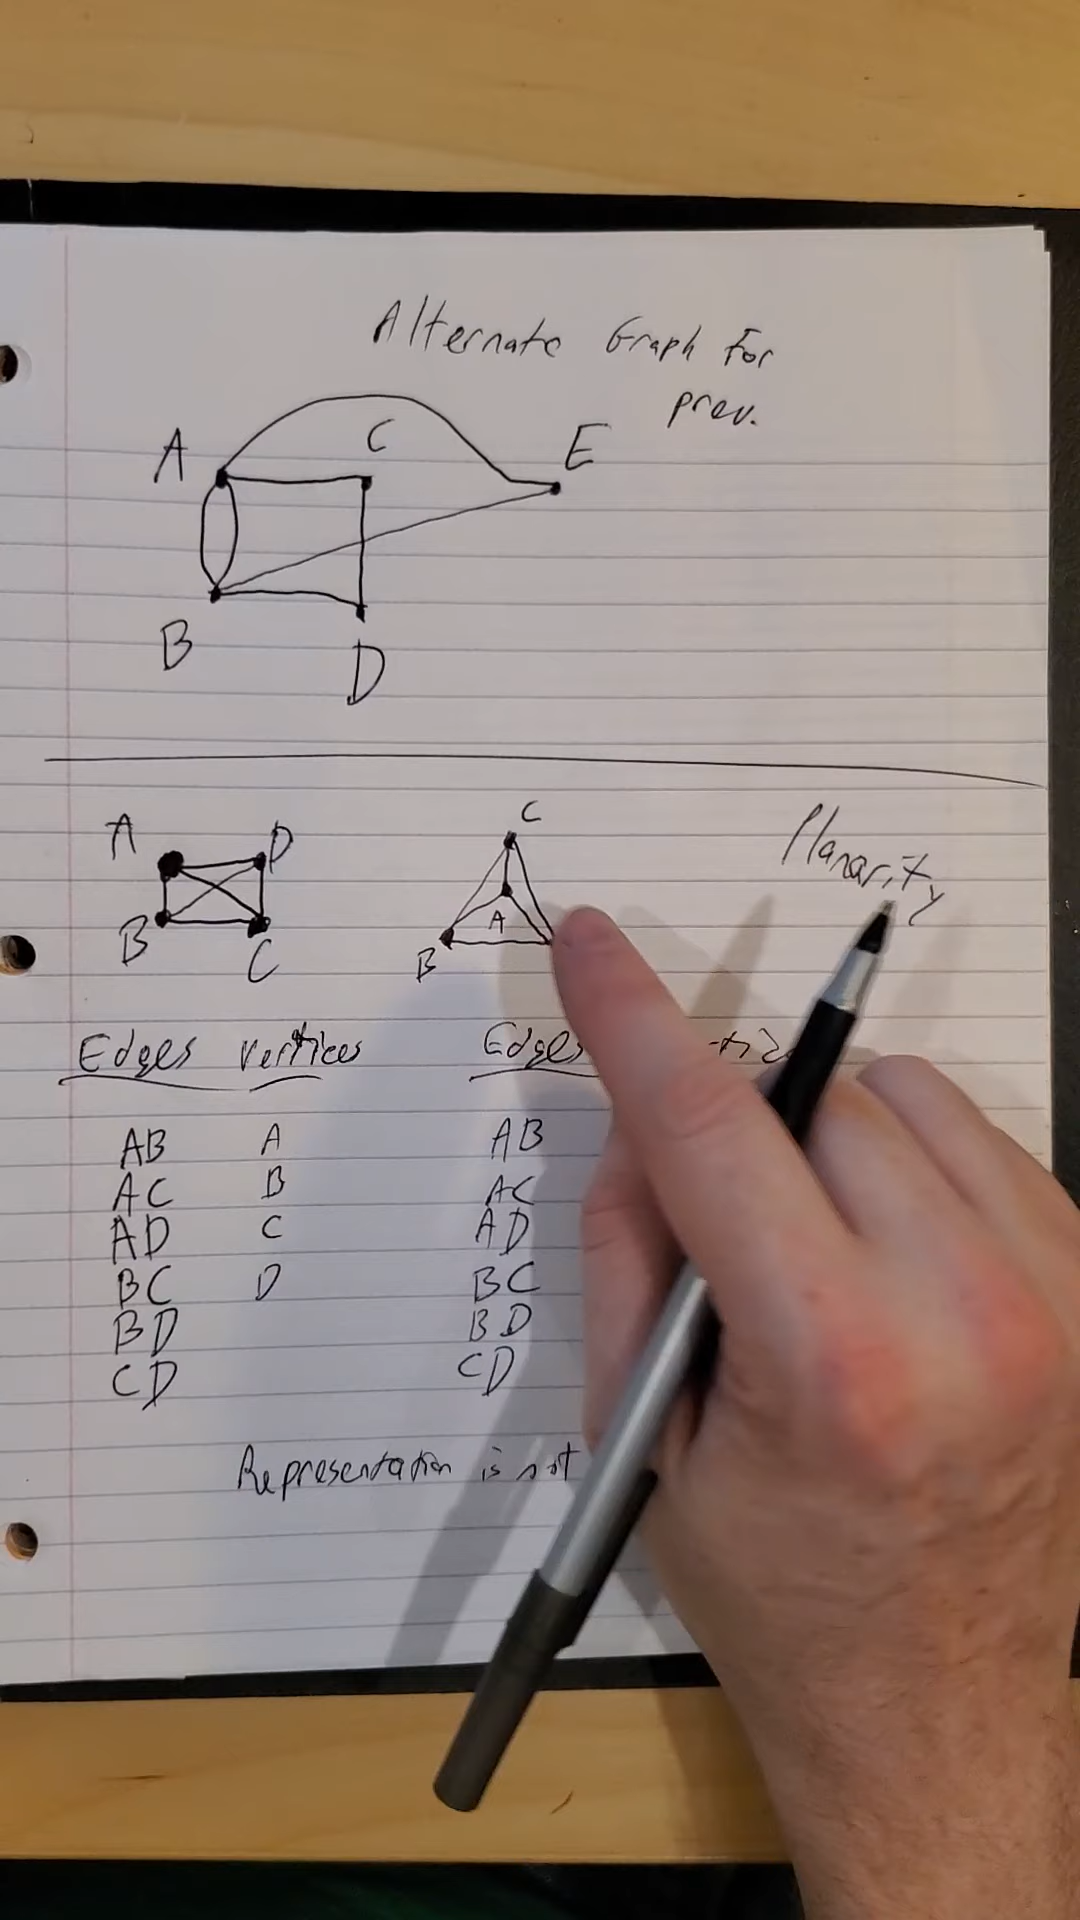 Alternate Graph For
prev.
A C E
B D
A D C
Planarity
B C B A
Edges vertices Edges
AB A AB
AC B AC
AD C AD
BC D BC
BD BD
CD CD
Representation is not